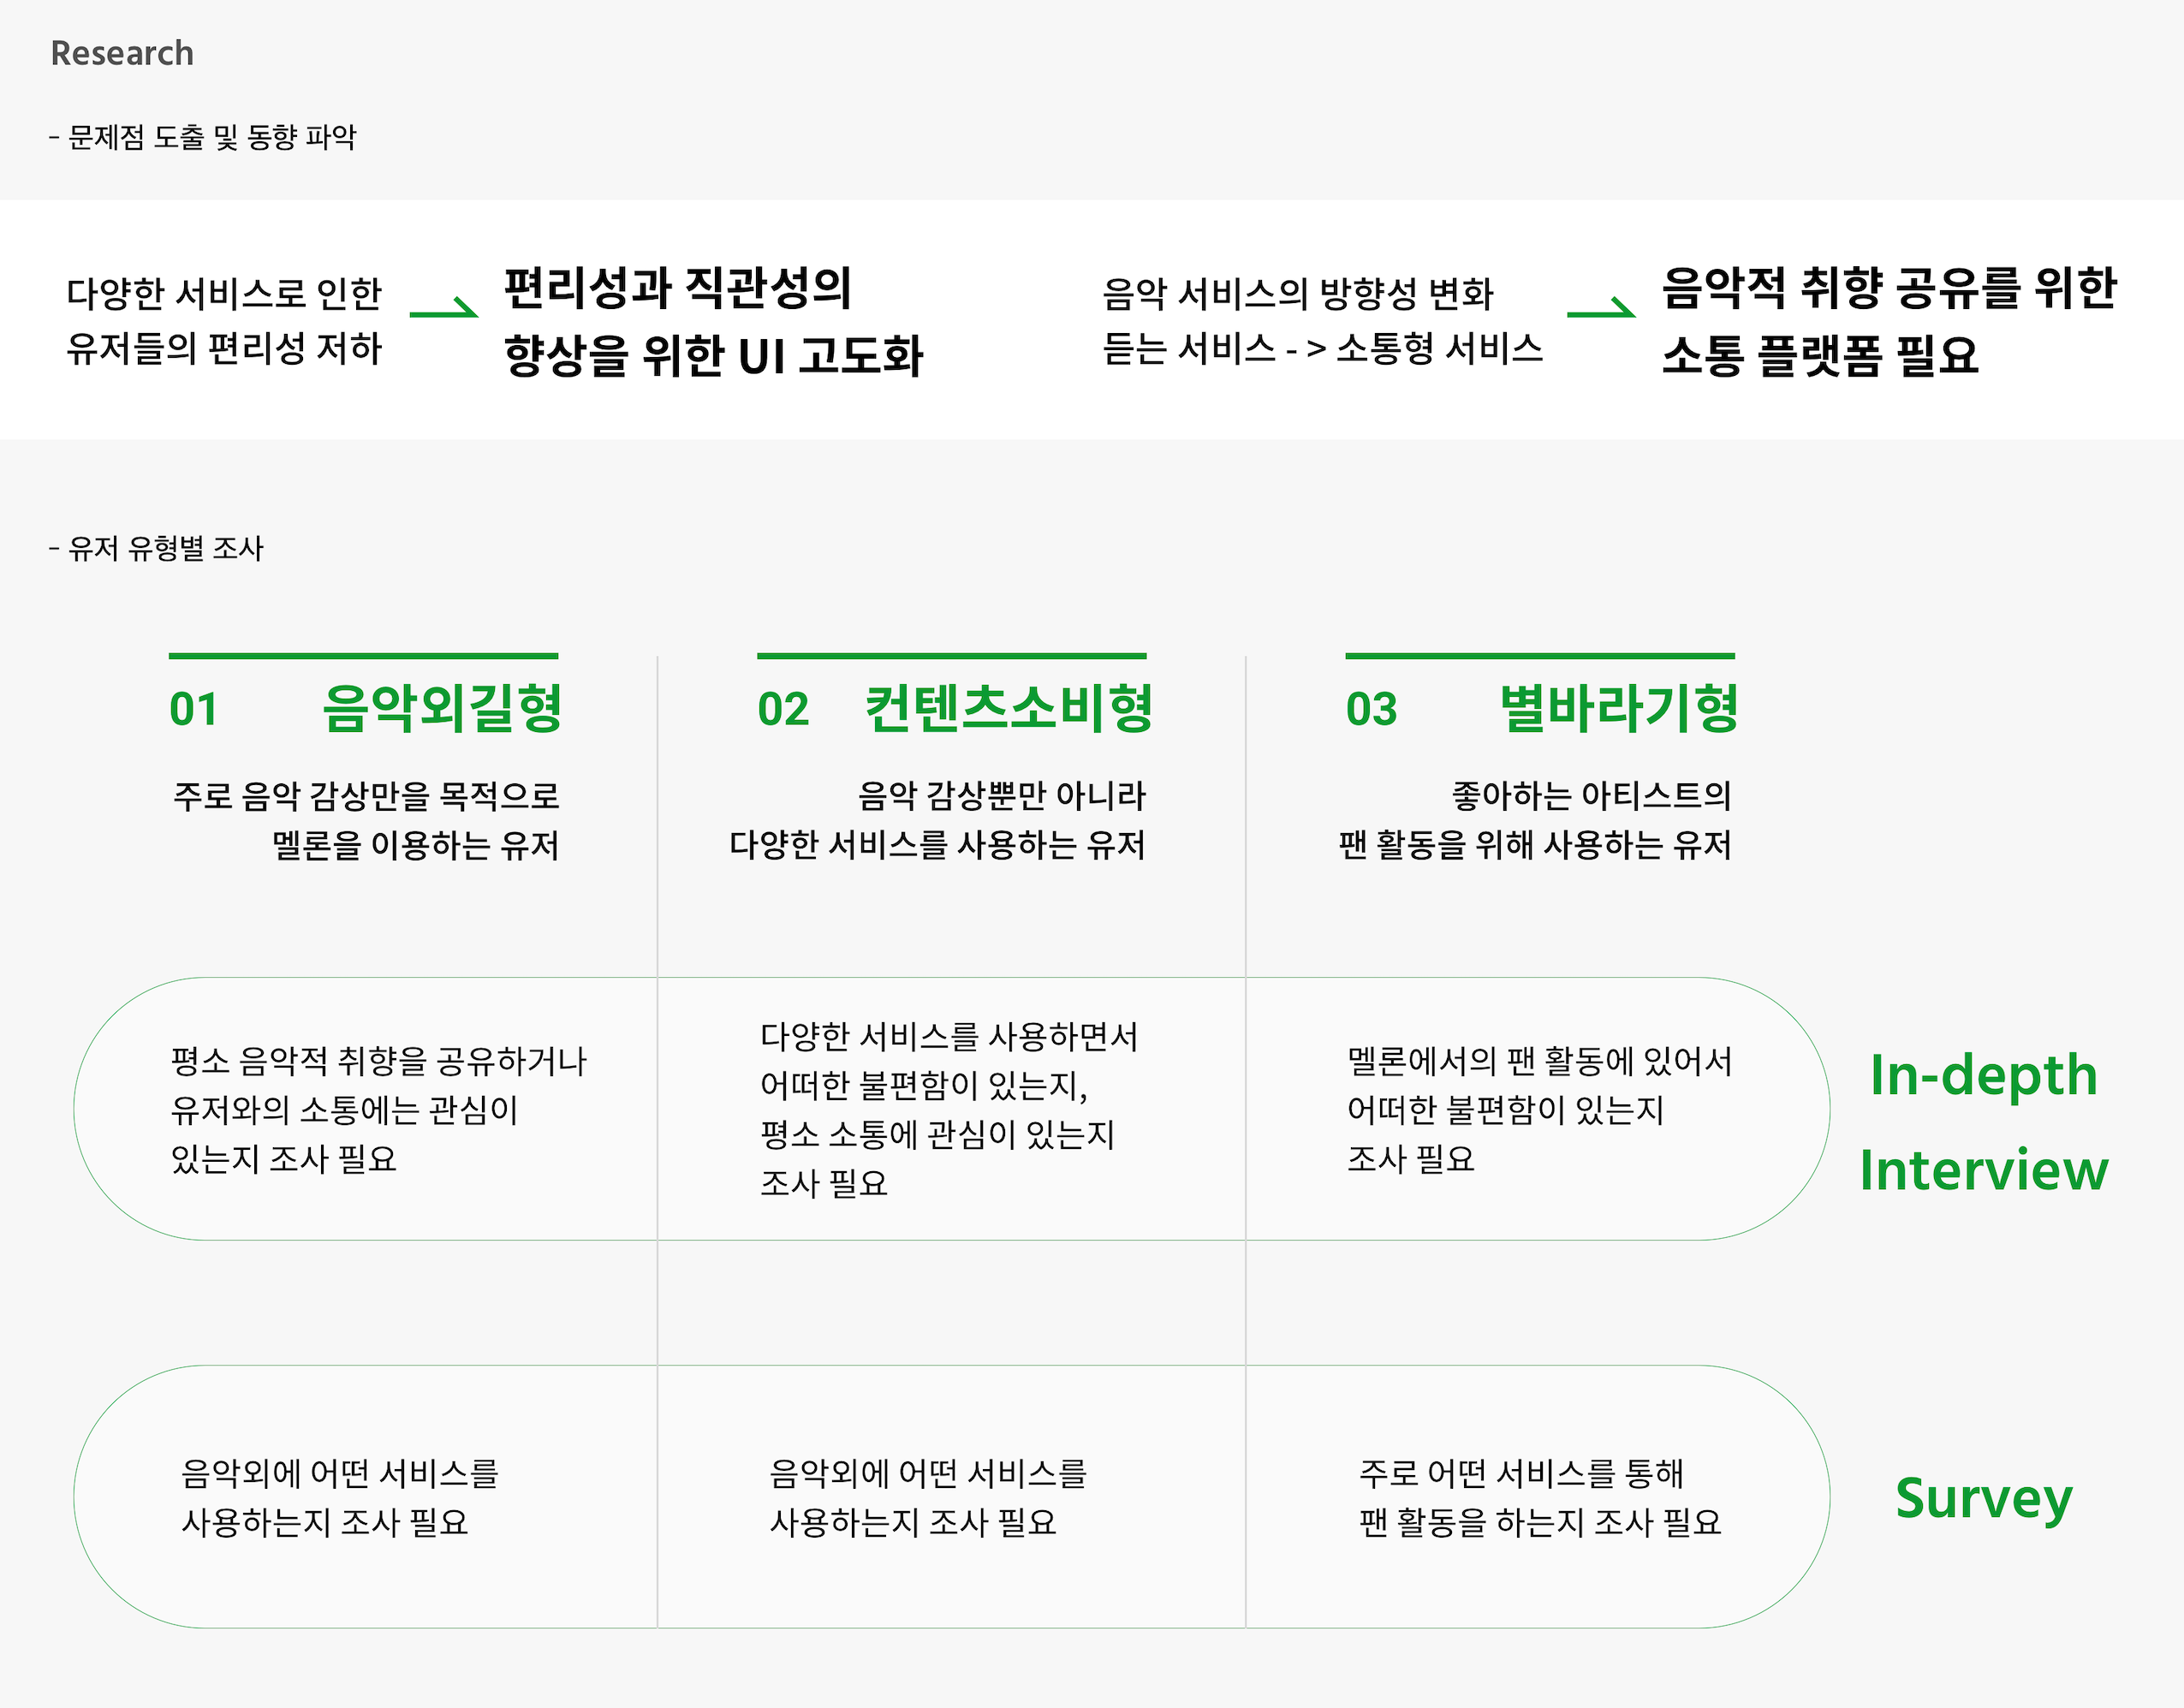 Research
- 문제점 도출 및 동향 파악
다양한 서비스로 인한
유저들의 편리성 저하
편리성과 직관성의
향상을 위한 UI 고도화
음악 서비스의 방향성 변화
듣는 서비스 - > 소통형 서비스
음악적 취향 공유를 위한
소통 플랫폼 필요
- 유저 유형별 조사
01 음악외길형
주로 음악 감상만을 목적으로
멜론을 이용하는 유저
02 컨텐츠소비형
음악 감상뿐만 아니라
다양한 서비스를 사용하는 유저
03 별바라기형
좋아하는 아티스트의
팬 활동을 위해 사용하는 유저
평소 음악적 취향을 공유하거나
유저와의 소통에는 관심이
있는지 조사 필요
다양한 서비스를 사용하면서
어떠한 불편함이 있는지,
평소 소통에 관심이 있는지
조사 필요
멜론에서의 팬 활동에 있어서
어떠한 불편함이 있는지
조사 필요
In-depth
Interview
음악외에 어떤 서비스를
사용하는지 조사 필요
음악외에 어떤 서비스를
사용하는지 조사 필요
주로 어떤 서비스를 통해
팬 활동을 하는지 조사 필요
Survey